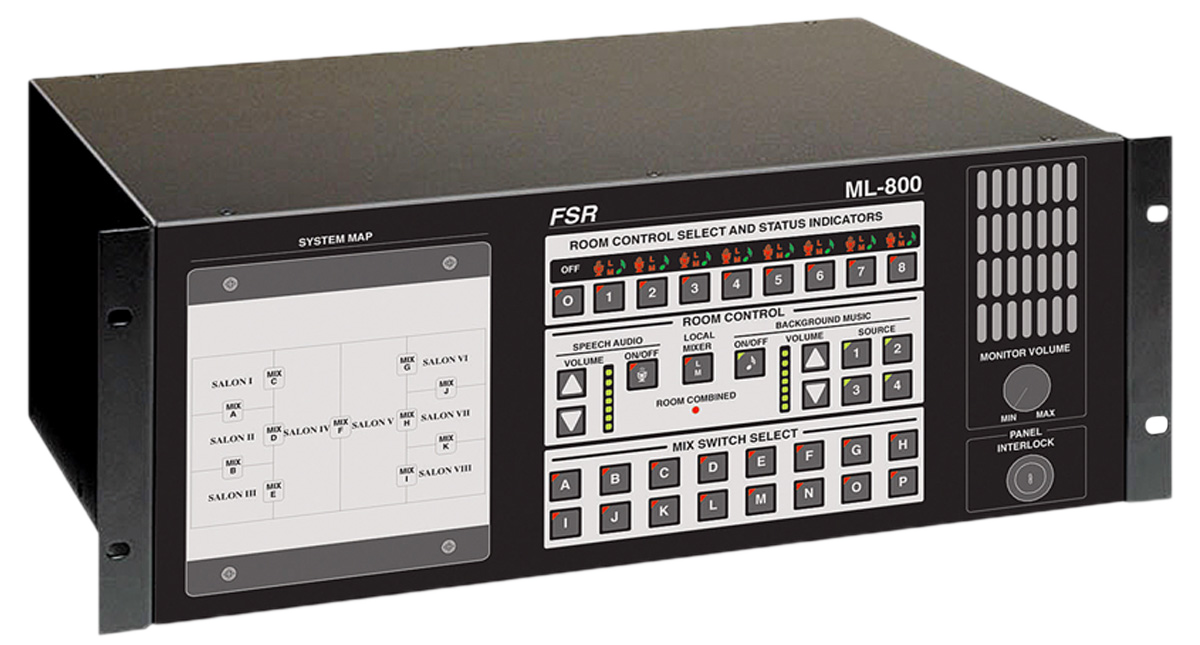 FSR
ML-800
SYSTEM MAP
SALON I
MIX
C
MIX
A
SALON II
MIX
D
SALON IV
MIX
B
SALON III
MIX
E
MIX
F
SALON V
MIX
G
SALON VI
MIX
J
MIX
H
SALON VII
MIX
K
MIX
I
SALON VIII
ROOM CONTROL SELECT AND STATUS INDICATORS
OFF L M L M L M L M L M L M L M L M
O 1 2 3 4 5 6 7 8
ROOM CONTROL
SPEECH AUDIO
VOLUME
ON/OFF
LOCAL
MIXER
L
M
ROOM COMBINED
BACKGROUND MUSIC
ON/OFF
VOLUME
SOURCE
1 2
3 4
MIX SWITCH SELECT
A B C D E F G H
I J K L M N O P
MONITOR VOLUME
MIN MAX
PANEL
INTERLOCK